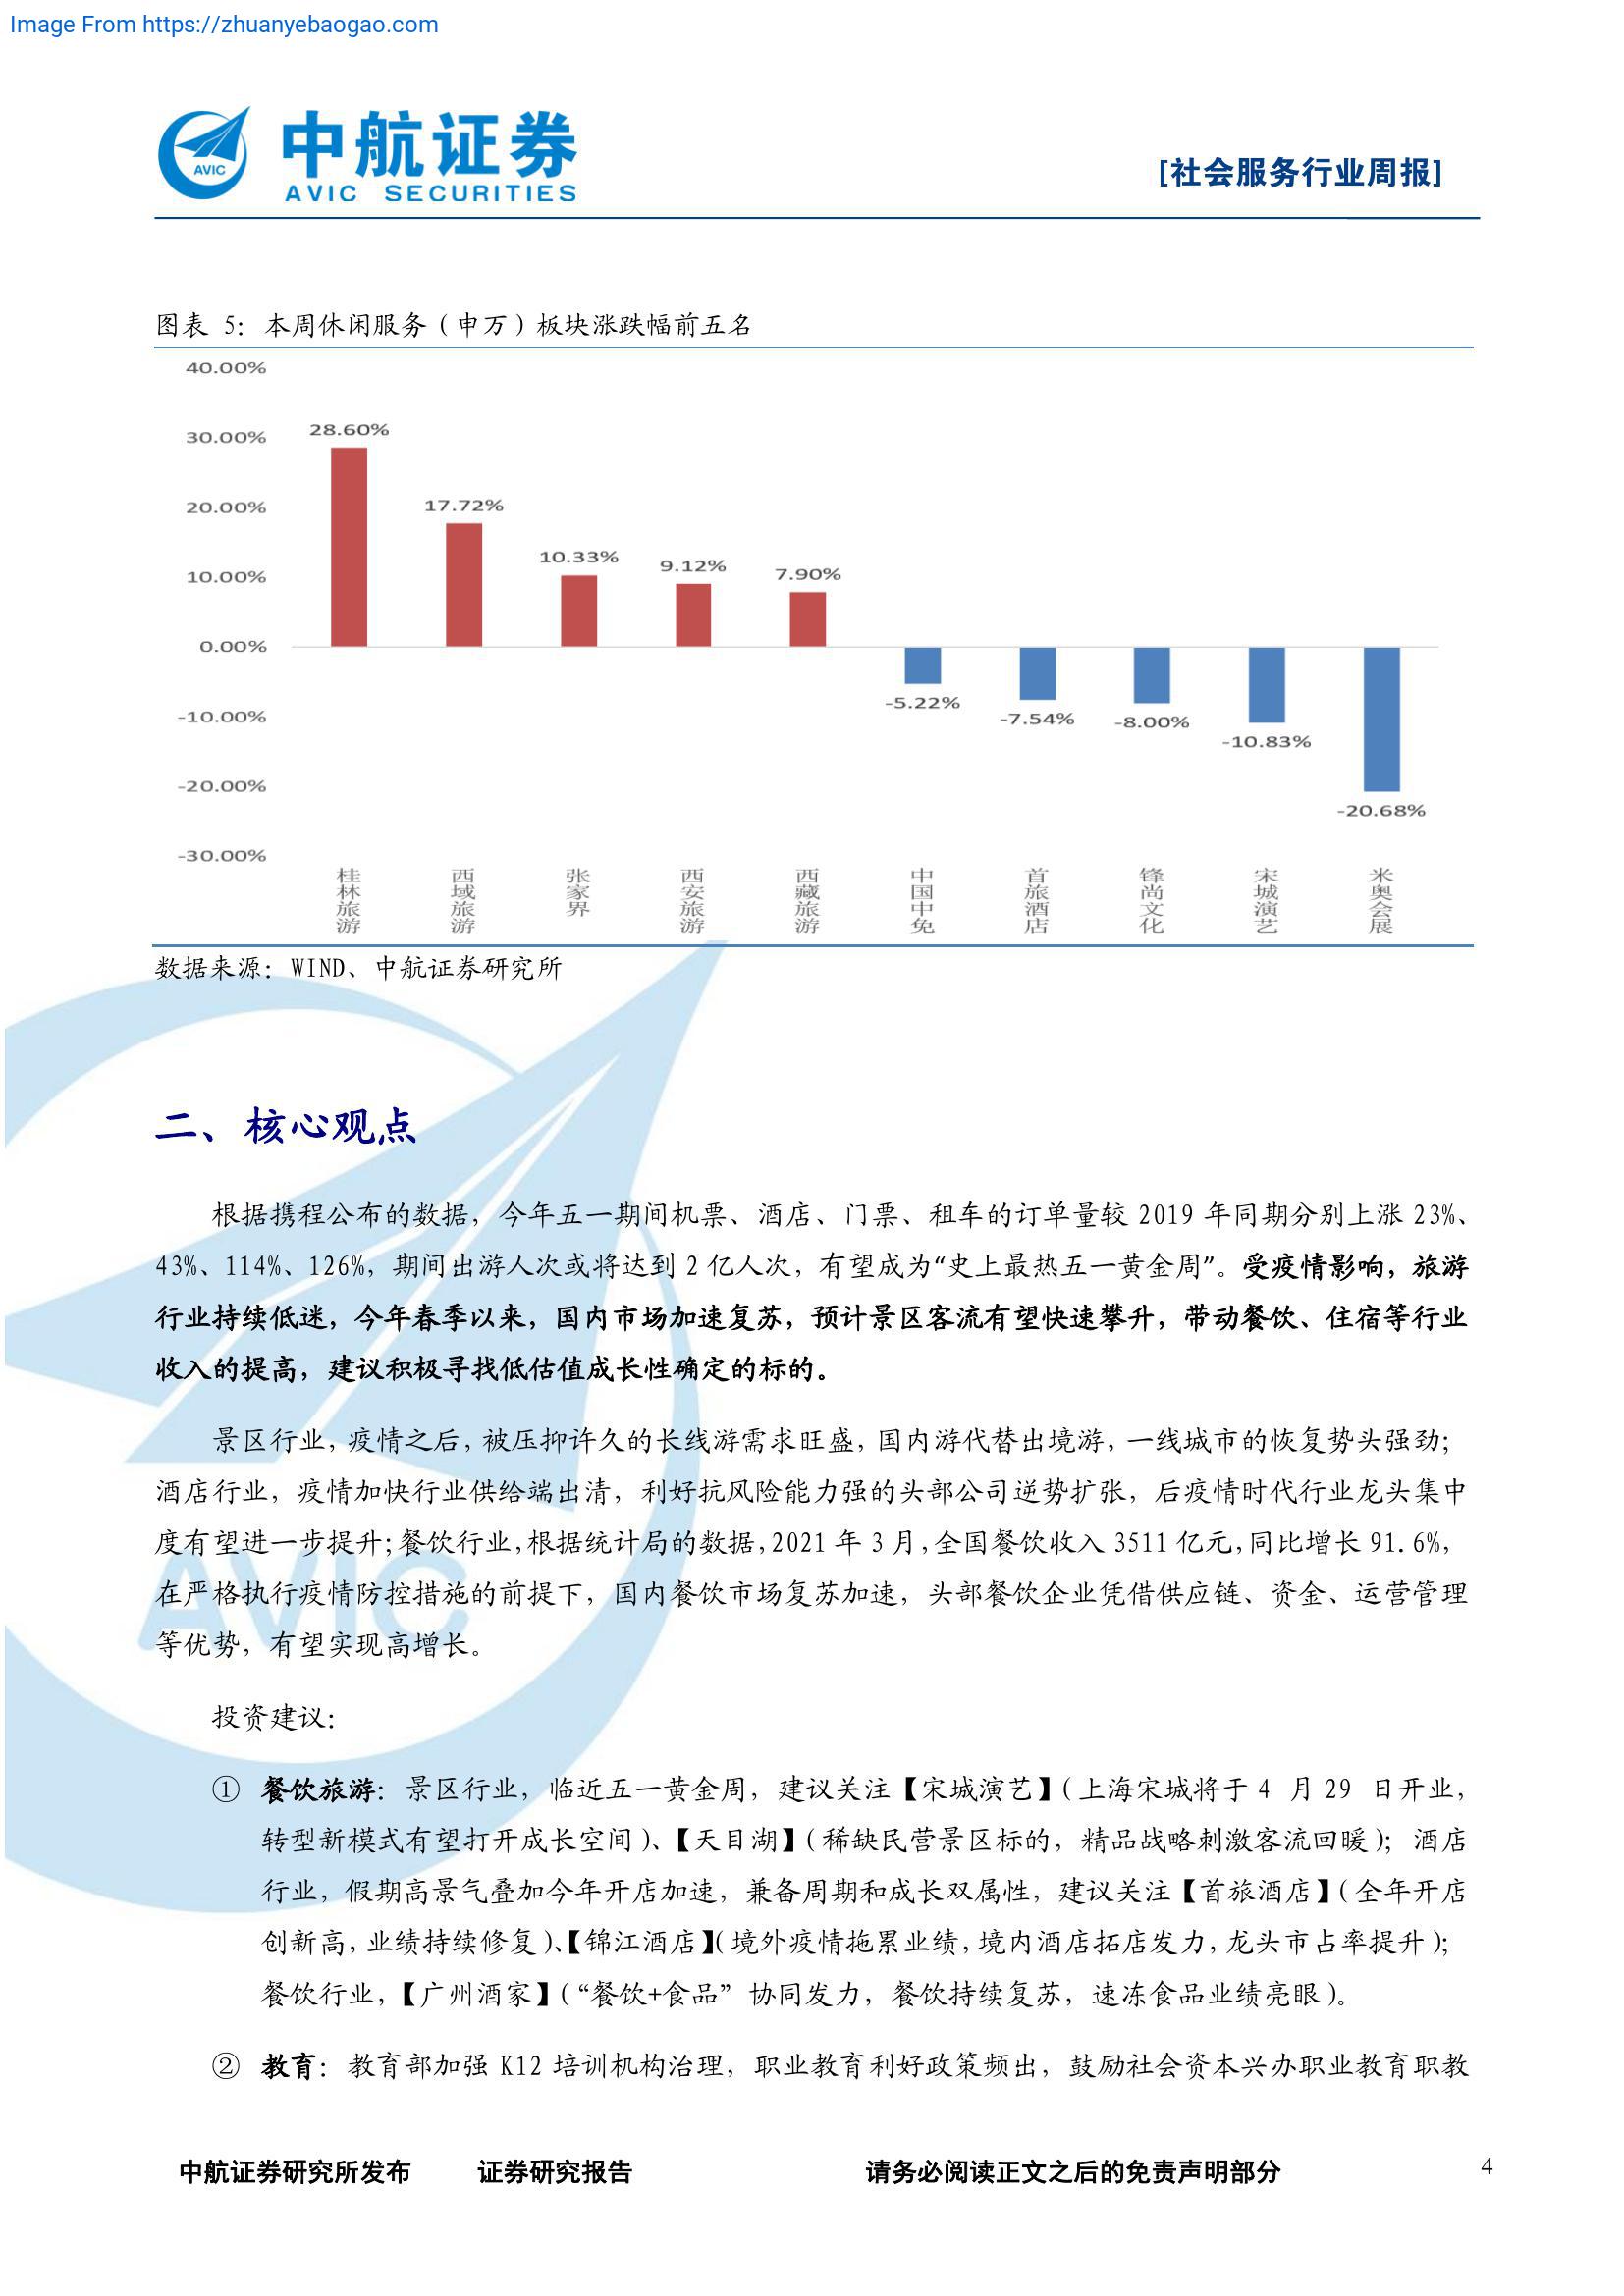 Image From https://zhuanyebaogao.com
AVIC
中航证券
AVIC SECURITIES
[社会服务行业周报]
图表 5：本周休闲服务（申万）板块涨跌幅前五名
40.00%
30.00%
20.00%
10.00%
0.00%
-10.00%
-20.00%
-30.00%
28.60%
17.72%
10.33%
9.12%
7.90%
-5.22%
-7.54%
-8.00%
-10.83%
-20.68%
桂林旅游
西域旅游
张家界
西安旅游
西藏旅游
中国中免
首旅酒店
锋尚文化
宋城演艺
米奥会展
数据来源：WIND、中航证券研究所
二、核心观点
根据携程公布的数据，今年五一期间机票、酒店、门票、租车的订单量较 2019 年同期分别上涨 23%、
43%、114%、126%，期间出游人次或将达到 2 亿人次，有望成为“史上最热五一黄金周”。受疫情影响，旅游
行业持续低迷，今年春季以来，国内市场加速复苏，预计景区客流有望快速攀升，带动餐饮、住宿等行业
收入的提高，建议积极寻找低估值成长性确定的标的。
景区行业，疫情之后，被压抑许久的长线游需求旺盛，国内游代替出境游，一线城市的恢复势头强劲；
酒店行业，疫情加快行业供给端出清，利好抗风险能力强的头部公司逆势扩张，后疫情时代行业龙头集中
度有望进一步提升；餐饮行业，根据统计局的数据，2021 年 3 月，全国餐饮收入 3511 亿元，同比增长 91.6%，
在严格执行疫情防控措施的前提下，国内餐饮市场复苏加速，头部餐饮企业凭借供应链、资金、运营管理
等优势，有望实现高增长。
AVIC
投资建议：
① 餐饮旅游：景区行业，临近五一黄金周，建议关注【宋城演艺】（上海宋城将于 4 月 29 日开业，
转型新模式有望打开成长空间）、【天目湖】（稀缺民营景区标的，精品战略刺激客流回暖）；酒店
行业，假期高景气叠加今年开店加速，兼备周期和成长双属性，建议关注【首旅酒店】（全年开店
创新高，业绩持续修复）、【锦江酒店】（境外疫情拖累业绩，境内酒店拓店发力，龙头市占率提升）；
餐饮行业，【广州酒家】（“餐饮+食品”协同发力，餐饮持续复苏，速冻食品业绩亮眼）。
② 教育：教育部加强 K12 培训机构治理，职业教育利好政策频出，鼓励社会资本兴办职业教育职教
中航证券研究所发布 证券研究报告 请务必阅读正文之后的免责声明部分 4